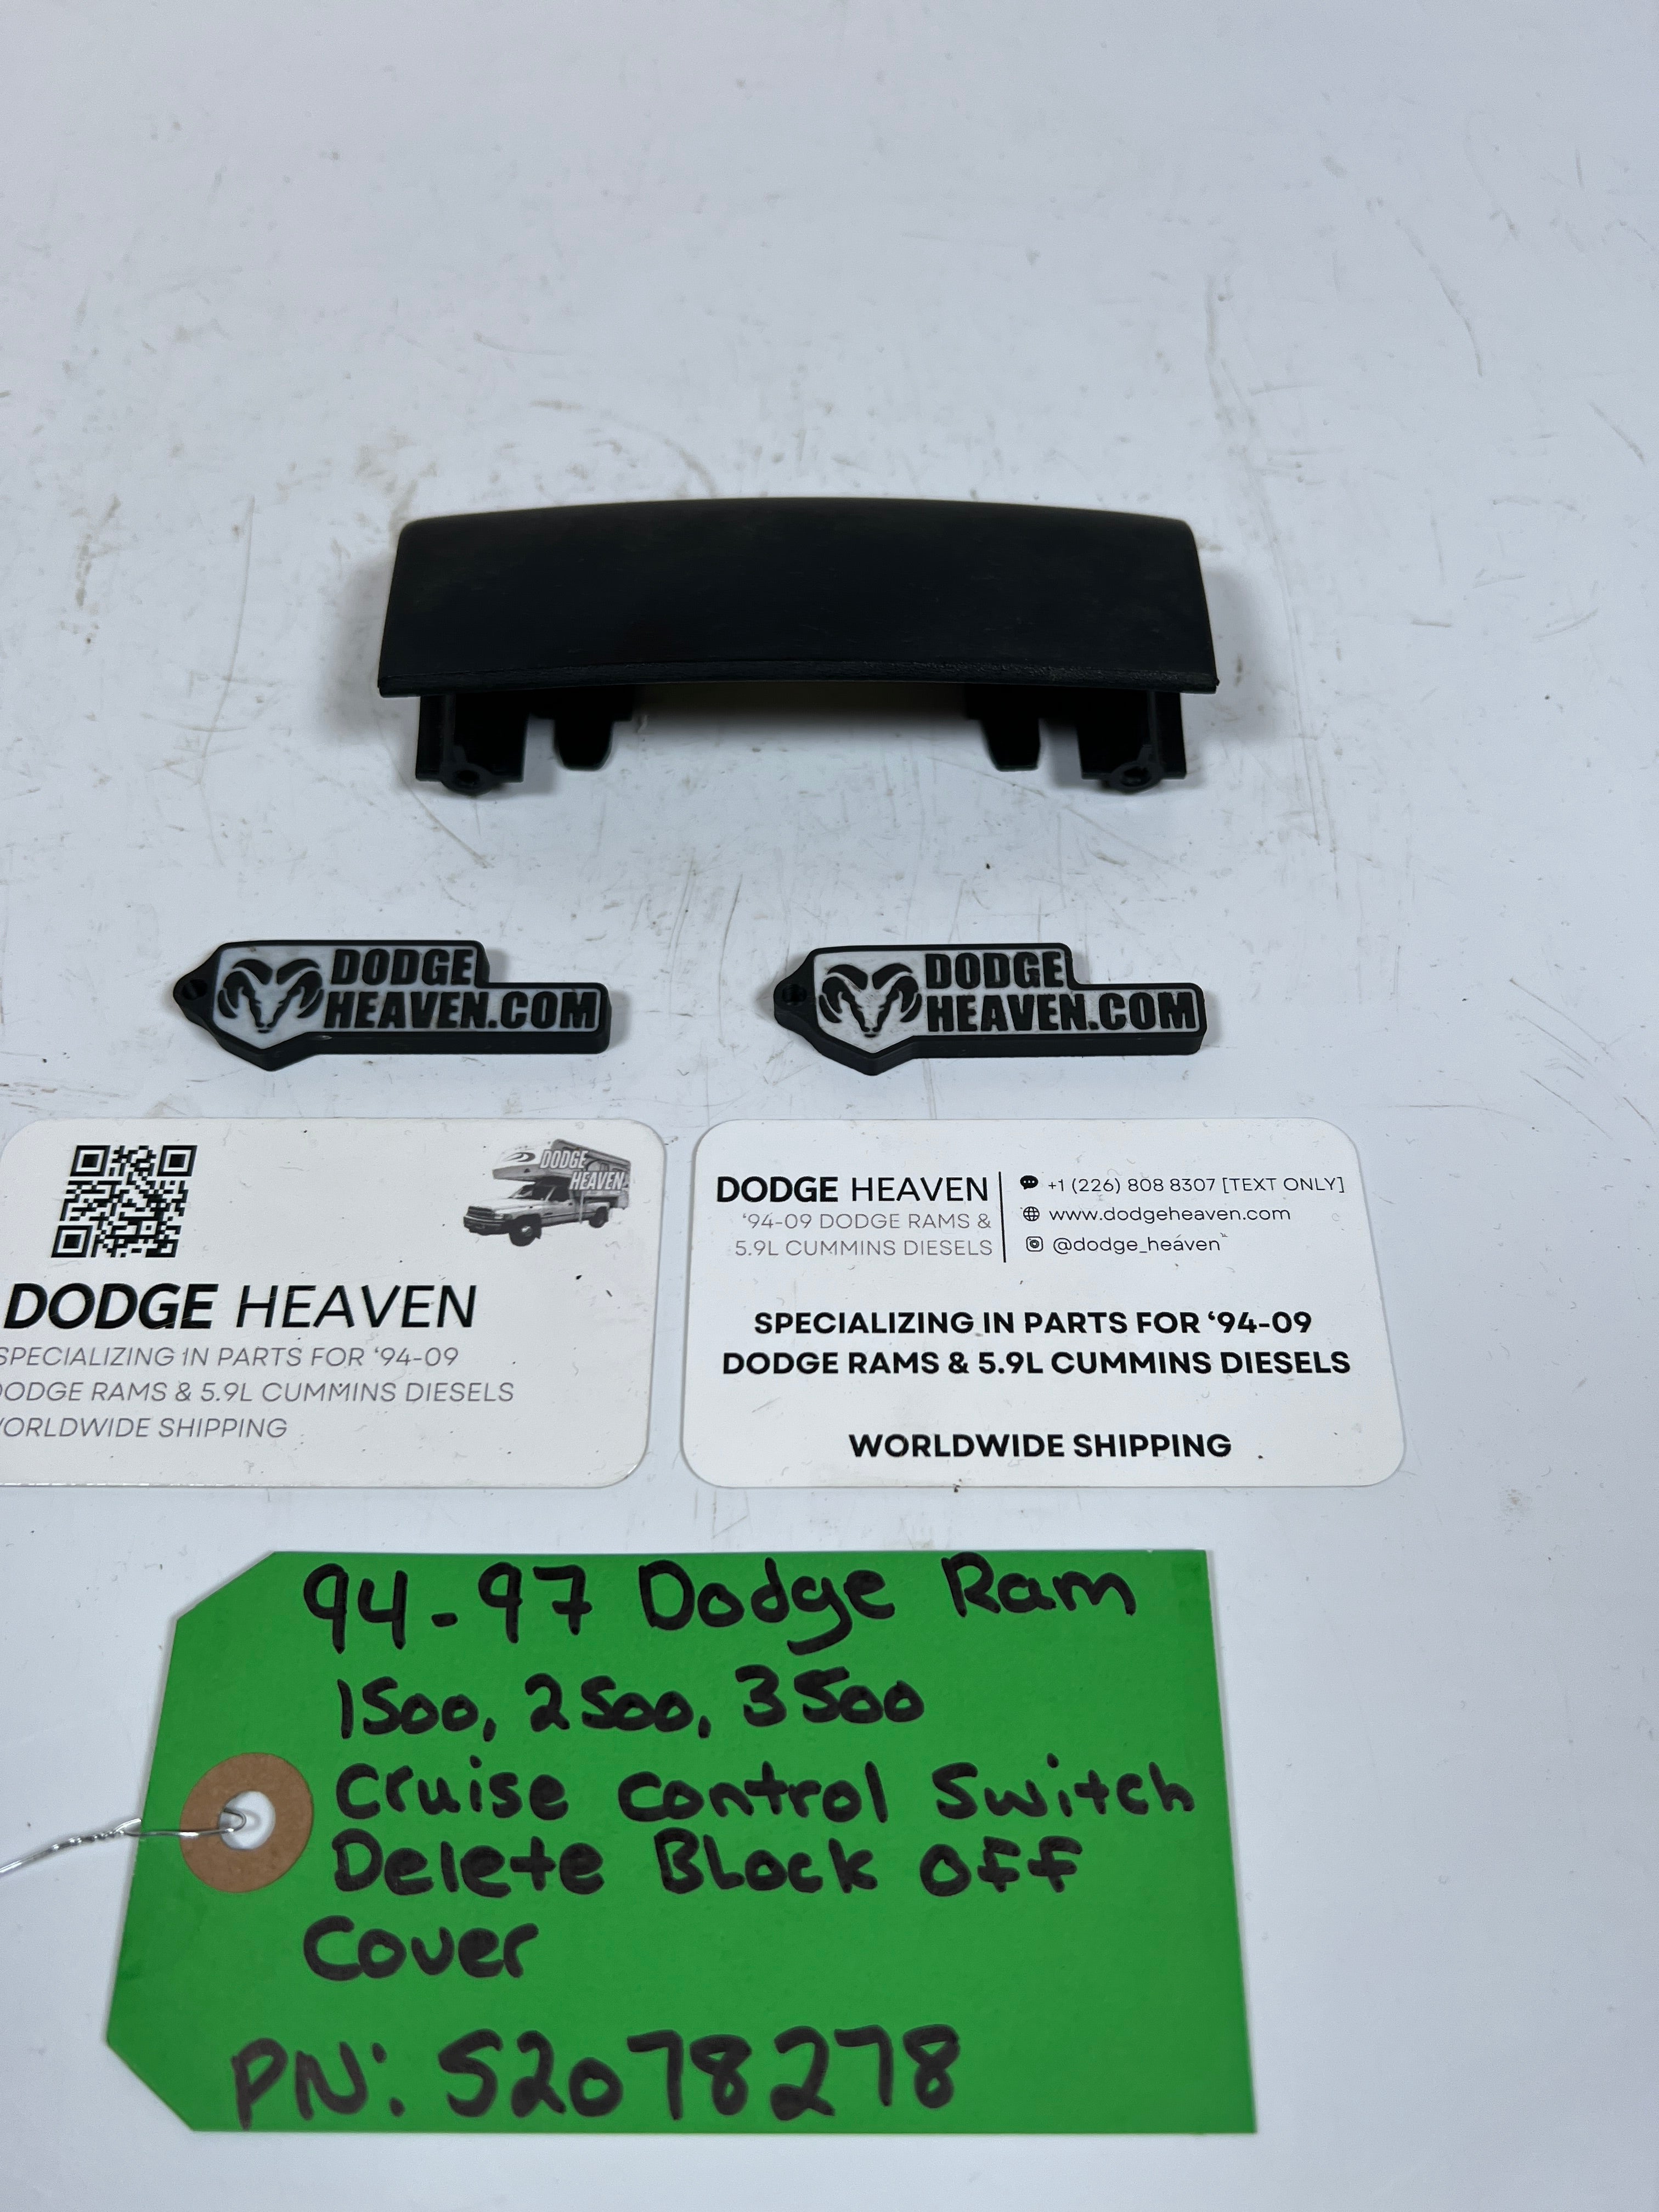 DODGE
HEAVEN.COM
DODGE
HEAVEN.COM
DODGE
HEAVEN
DODGE HEAVEN
SPECIALIZING IN PARTS FOR ‘94-09
DODGE RAMS & 5.9L CUMMINS DIESELS
WORLDWIDE SHIPPING
DODGE HEAVEN
‘94-09 DODGE RAMS &
5.9L CUMMINS DIESELS
+1 (226) 808 8307 [TEXT ONLY]
www.dodgeheaven.com
@dodge_heaven
SPECIALIZING IN PARTS FOR ‘94-09
DODGE RAMS & 5.9L CUMMINS DIESELS
WORLDWIDE SHIPPING
94-97 Dodge Ram
1500, 2500, 3500
Cruise Control Switch
Delete Block Off
Cover
PN: 52078278